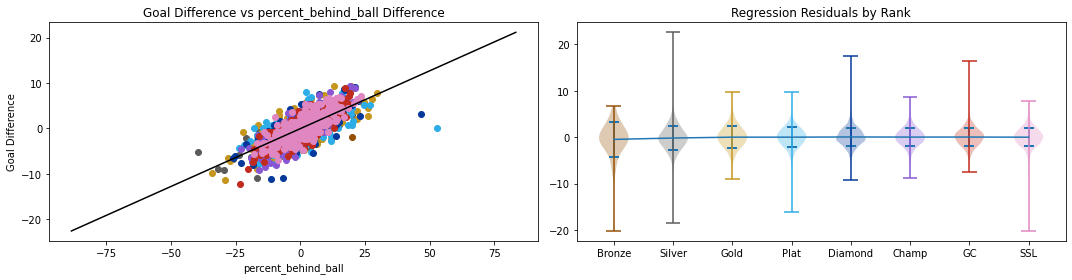 Goal Difference vs percent_behind_ball Difference
Goal Difference
20
10
0
−10
−20
−75
−50
−25
0
25
50
75
percent_behind_ball
Regression Residuals by Rank
20
10
0
−10
−20
Bronze
Silver
Gold
Plat
Diamond
Champ
GC
SSL